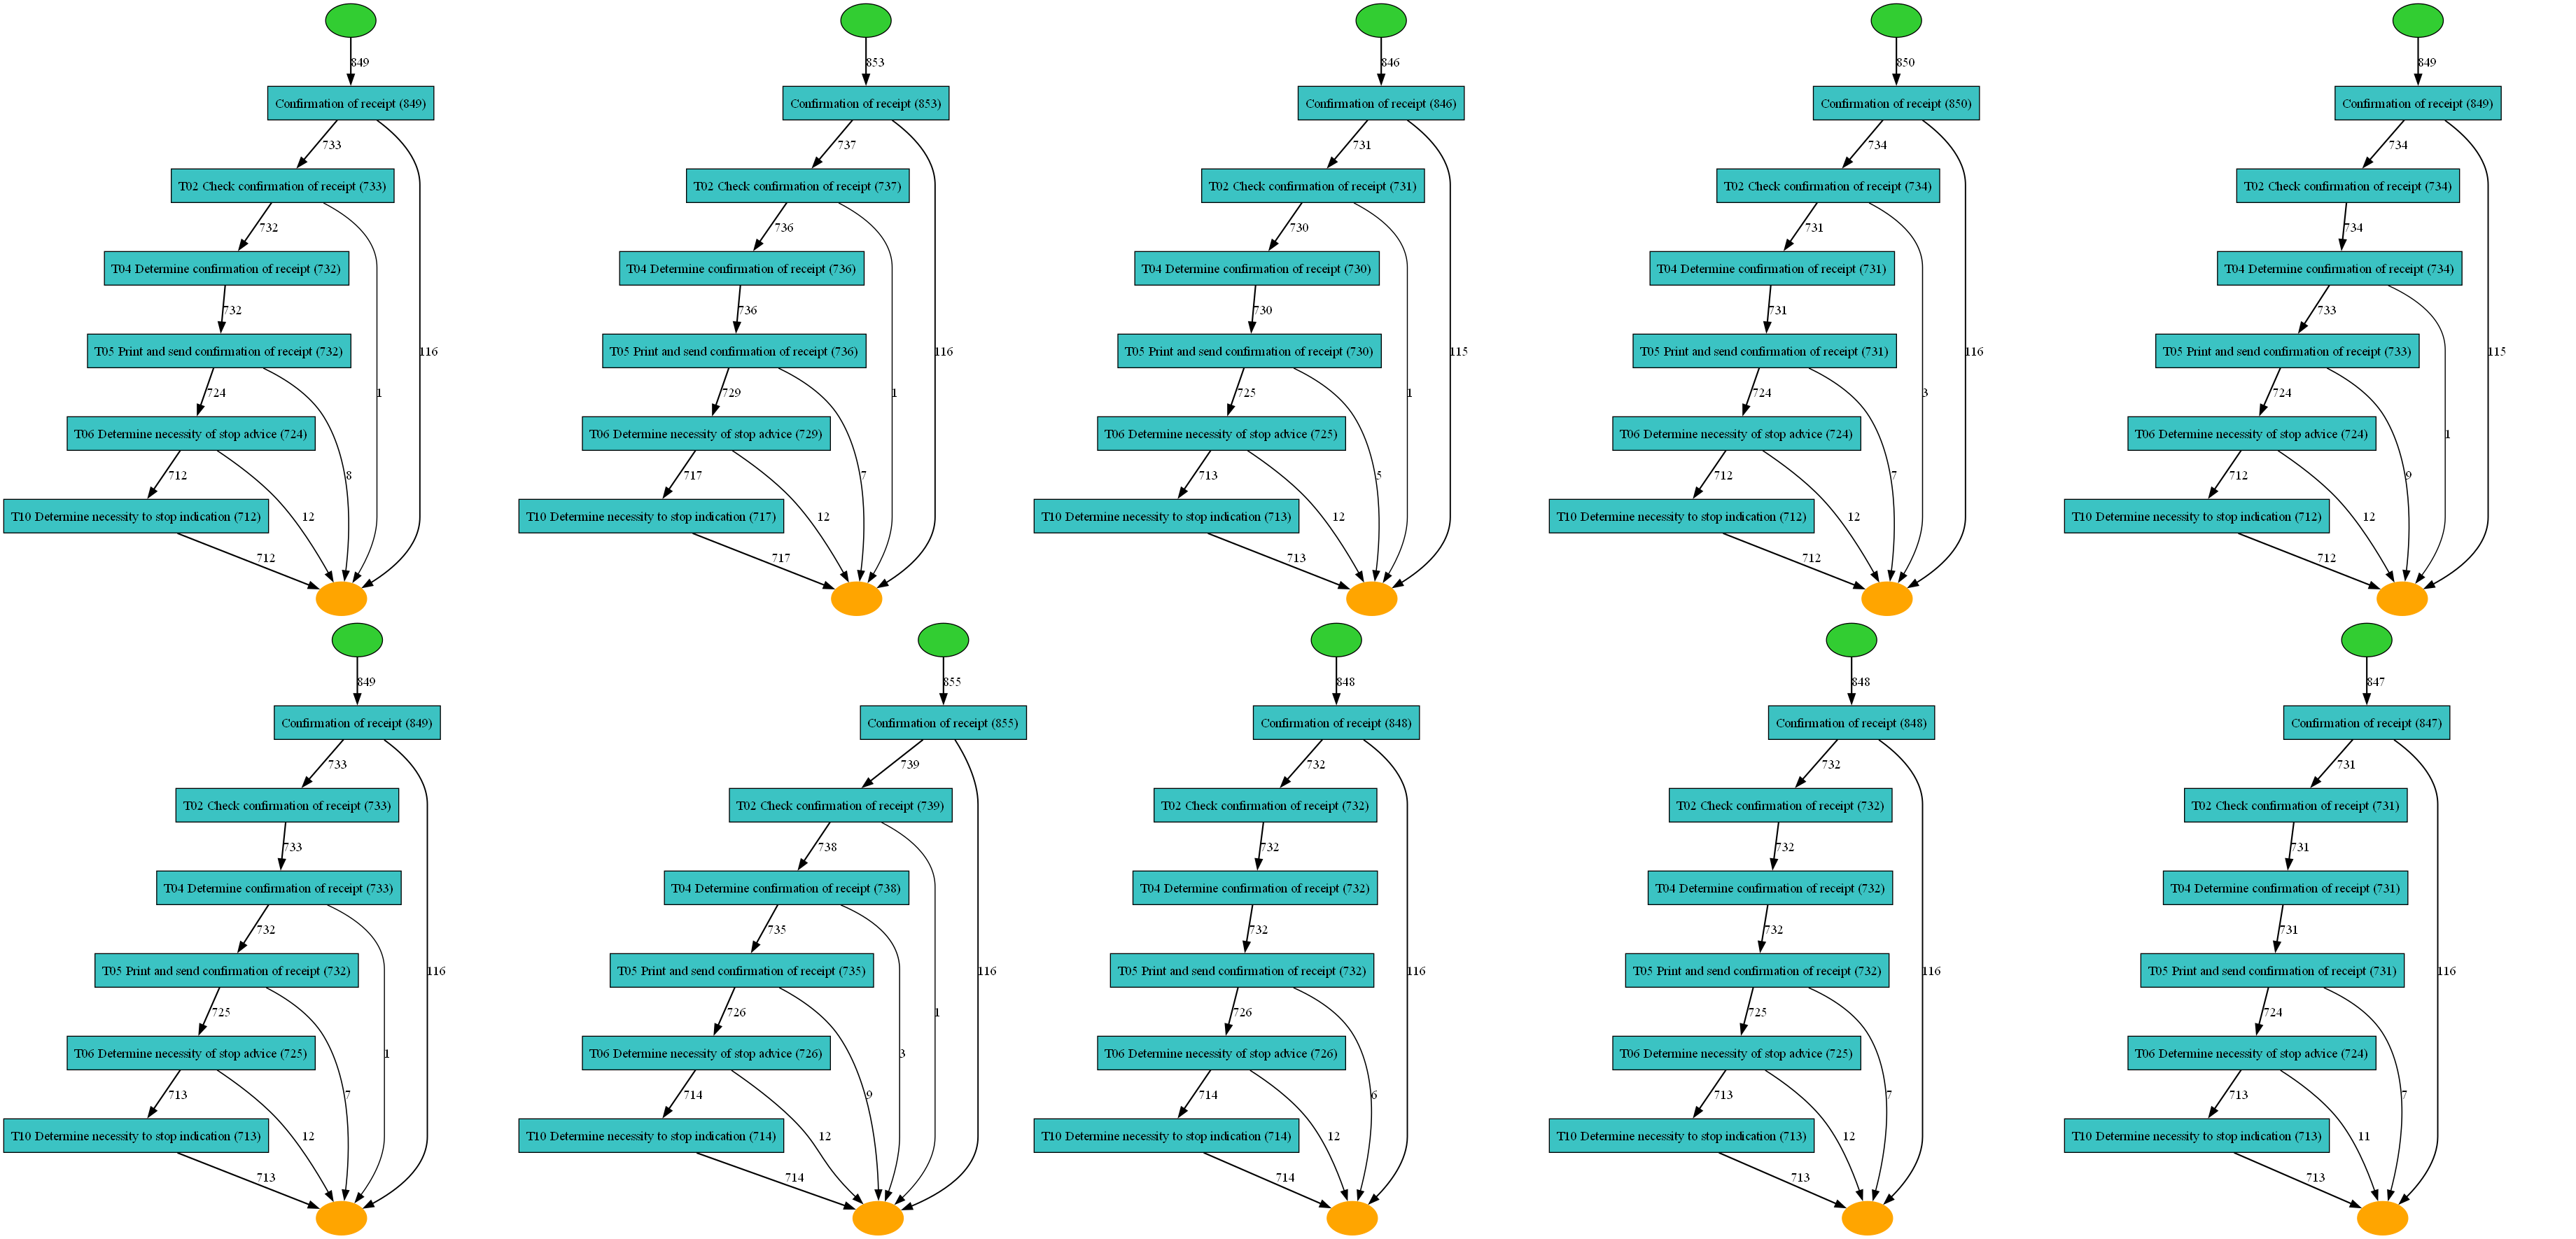 849
Confirmation of receipt (849)
733
T02 Check confirmation of receipt (733)
732
T04 Determine confirmation of receipt (732)
732
116
T05 Print and send confirmation of receipt (732)
724
1
T06 Determine necessity of stop advice (724)
712
8
T10 Determine necessity to stop indication (712)
12
712
853
Confirmation of receipt (853)
737
T02 Check confirmation of receipt (737)
736
T04 Determine confirmation of receipt (736)
736
116
T05 Print and send confirmation of receipt (736)
729
1
T06 Determine necessity of stop advice (729)
717
7
T10 Determine necessity to stop indication (717)
12
717
846
Confirmation of receipt (846)
731
T02 Check confirmation of receipt (731)
730
T04 Determine confirmation of receipt (730)
730
115
T05 Print and send confirmation of receipt (730)
725
1
T06 Determine necessity of stop advice (725)
713
5
T10 Determine necessity to stop indication (713)
12
713
850
Confirmation of receipt (850)
734
T02 Check confirmation of receipt (734)
731
T04 Determine confirmation of receipt (731)
731
116
T05 Print and send confirmation of receipt (731)
724
3
T06 Determine necessity of stop advice (724)
712
7
T10 Determine necessity to stop indication (712)
12
712
849
Confirmation of receipt (849)
734
T02 Check confirmation of receipt (734)
734
T04 Determine confirmation of receipt (734)
733
115
T05 Print and send confirmation of receipt (733)
724
1
T06 Determine necessity of stop advice (724)
712
9
T10 Determine necessity to stop indication (712)
12
712
849
Confirmation of receipt (849)
733
T02 Check confirmation of receipt (733)
733
T04 Determine confirmation of receipt (733)
732
116
T05 Print and send confirmation of receipt (732)
725
1
T06 Determine necessity of stop advice (725)
713
7
T10 Determine necessity to stop indication (713)
12
713
855
Confirmation of receipt (855)
739
T02 Check confirmation of receipt (739)
738
T04 Determine confirmation of receipt (738)
735
116
T05 Print and send confirmation of receipt (735)
726
1
T06 Determine necessity of stop advice (726)
3
714
9
T10 Determine necessity to stop indication (714)
12
714
848
Confirmation of receipt (848)
732
T02 Check confirmation of receipt (732)
732
T04 Determine confirmation of receipt (732)
732
116
T05 Print and send confirmation of receipt (732)
726
T06 Determine necessity of stop advice (726)
714
6
T10 Determine necessity to stop indication (714)
12
714
848
Confirmation of receipt (848)
732
T02 Check confirmation of receipt (732)
732
T04 Determine confirmation of receipt (732)
732
116
T05 Print and send confirmation of receipt (732)
725
T06 Determine necessity of stop advice (725)
713
7
T10 Determine necessity to stop indication (713)
12
713
847
Confirmation of receipt (847)
731
T02 Check confirmation of receipt (731)
731
T04 Determine confirmation of receipt (731)
731
116
T05 Print and send confirmation of receipt (731)
724
T06 Determine necessity of stop advice (724)
713
7
T10 Determine necessity to stop indication (713)
11
713